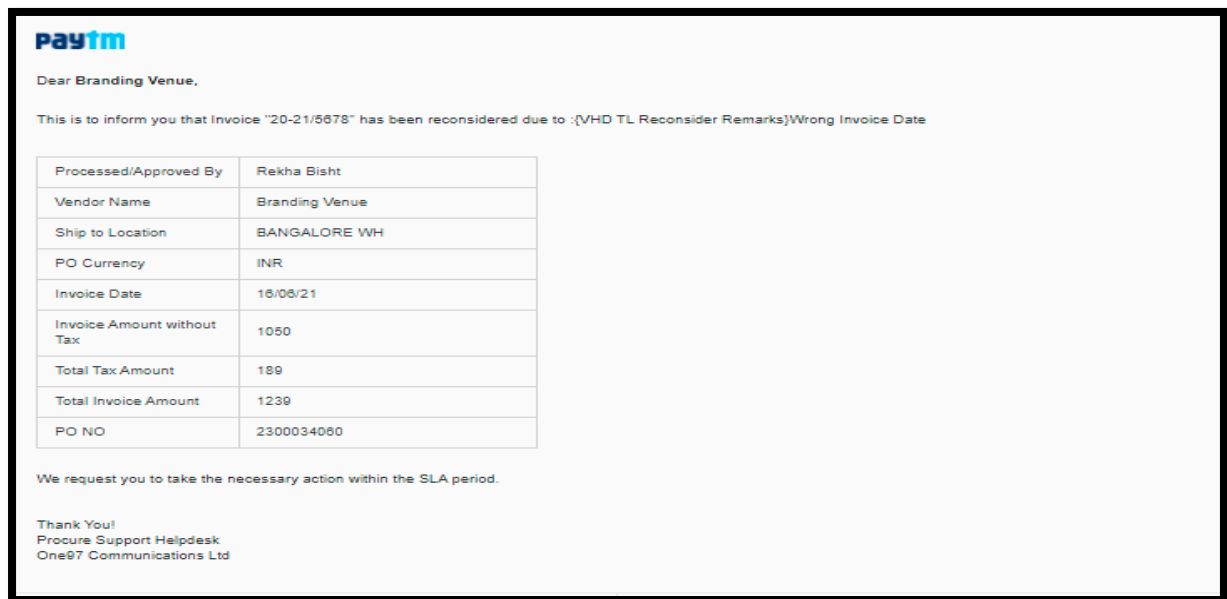 paytm
Dear Branding Venue,
This is to inform you that Invoice "20-21/5678" has been reconsidered due to :{VHD TL Reconsider Remarks}Wrong Invoice Date
Processed/Approved By Rekha Bisht
Vendor Name Branding Venue
Ship to Location BANGALORE WH
PO Currency INR
Invoice Date 16/06/21
Invoice Amount without
Tax 1050
Total Tax Amount 189
Total Invoice Amount 1239
PO NO 2300034060
We request you to take the necessary action within the SLA period.
Thank You!
Procure Support Helpdesk
One97 Communications Ltd